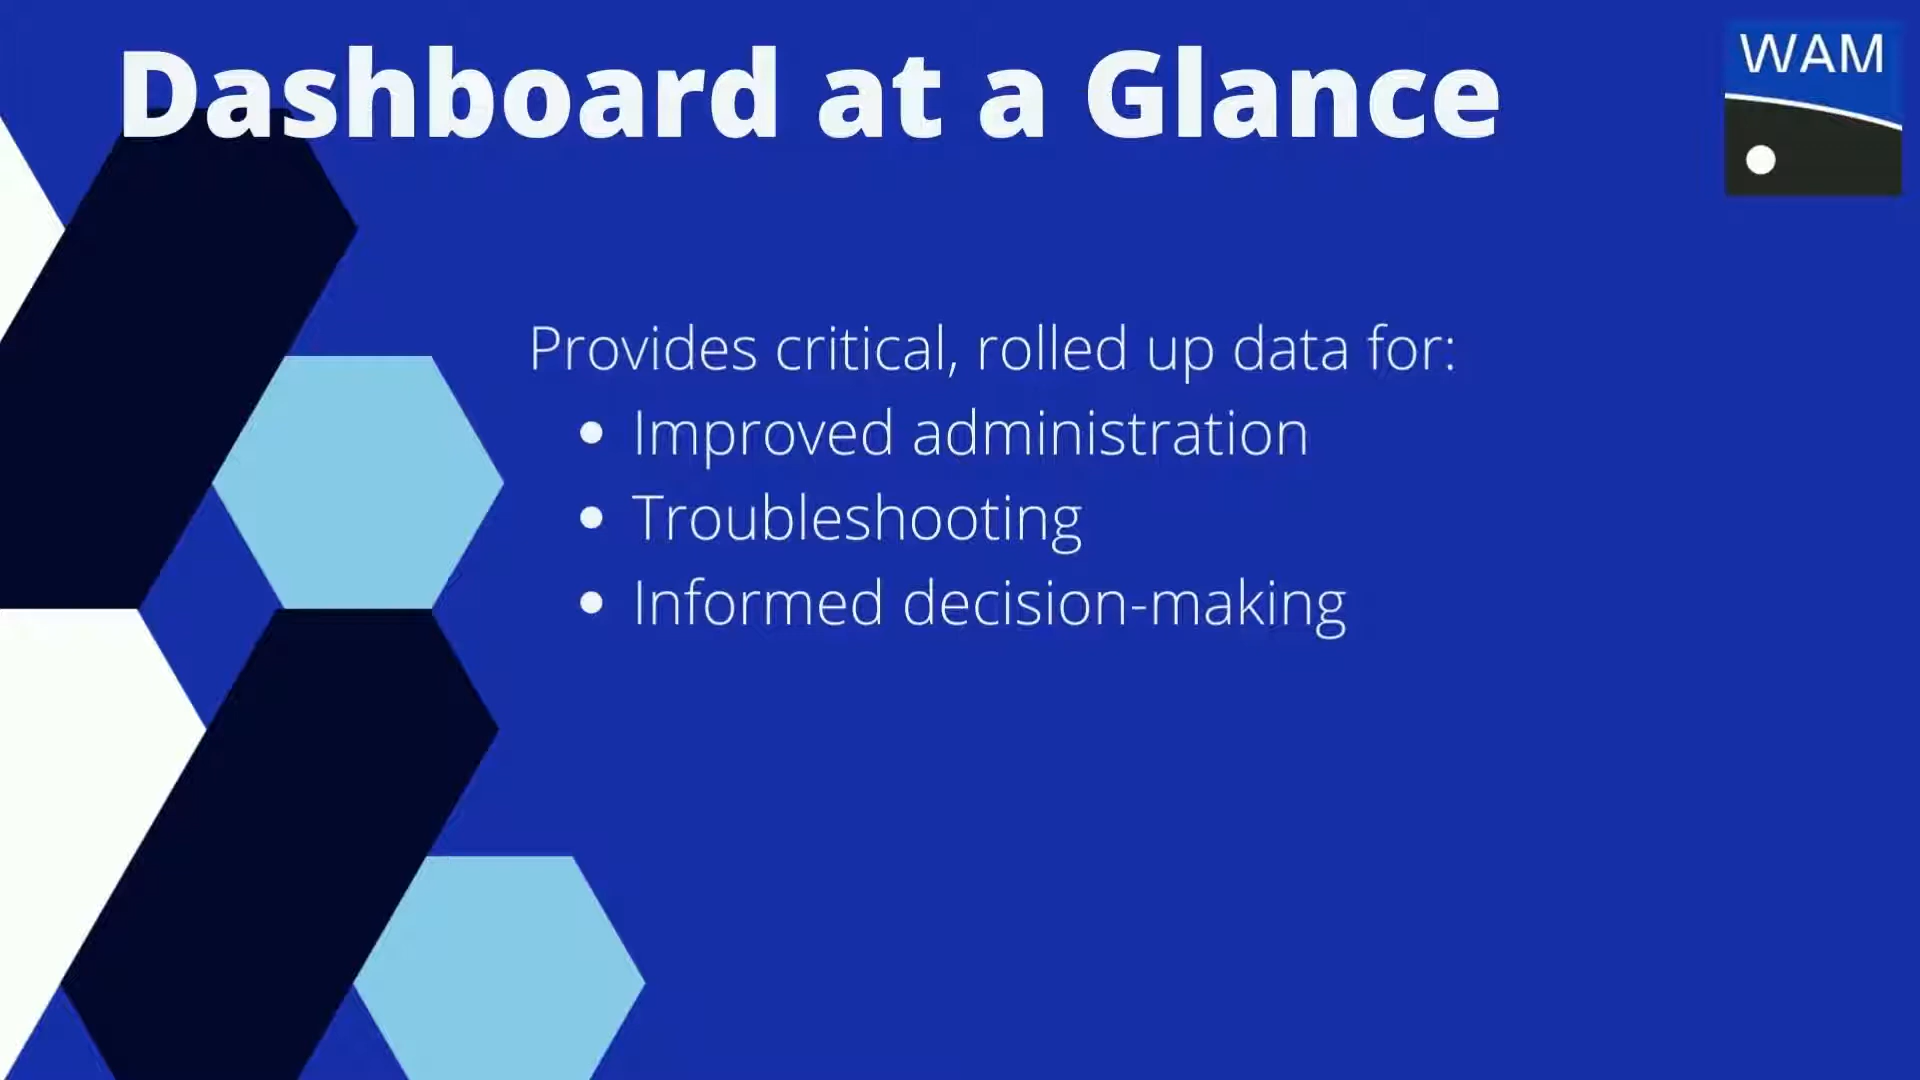 Dashboard at a Glance
WAM
Provides critical, rolled up data for:
• Improved administration
• Troubleshooting
• Informed decision-making